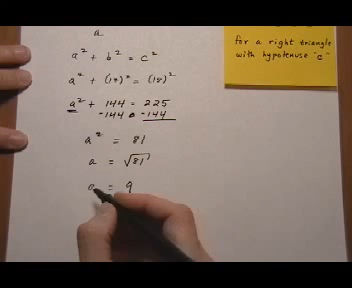 a
a² + b² = c²
a² + (12)² = (15)²
a² + 144 = 225
-144 = -144
a² = 81
a = √81
a = 9
for a right triangle
with hypotenuse "c"